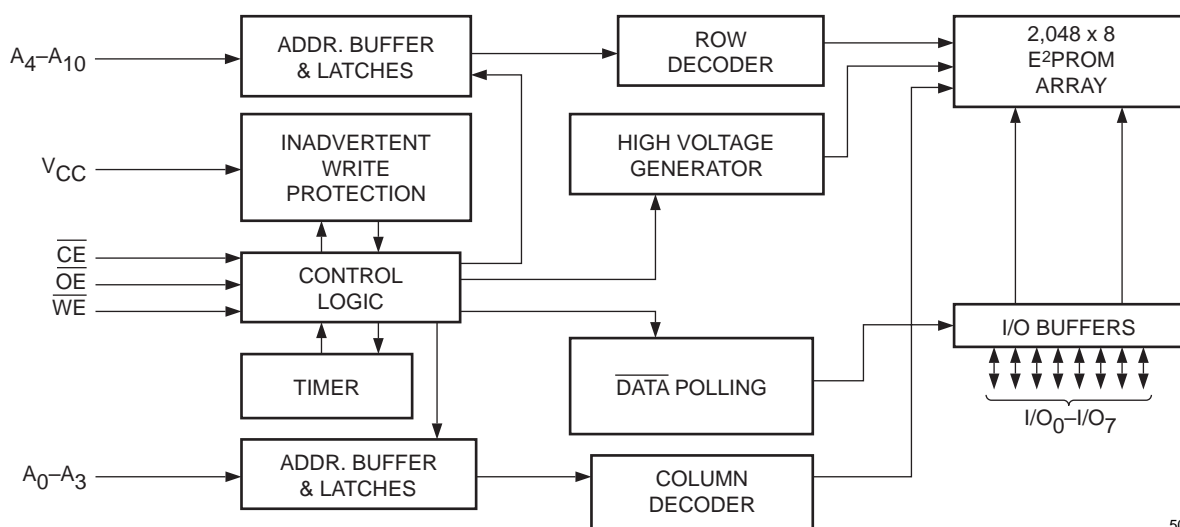 A4–A10
ADDR. BUFFER
& LATCHES
ROW
DECODER
2,048 x 8
E2PROM
ARRAY
VCC
INADVERTENT
WRITE
PROTECTION
HIGH VOLTAGE
GENERATOR
CE
OE
WE
CONTROL
LOGIC
I/O BUFFERS
TIMER
DATA POLLING
I/O0–I/O7
A0–A3
ADDR. BUFFER
& LATCHES
COLUMN
DECODER